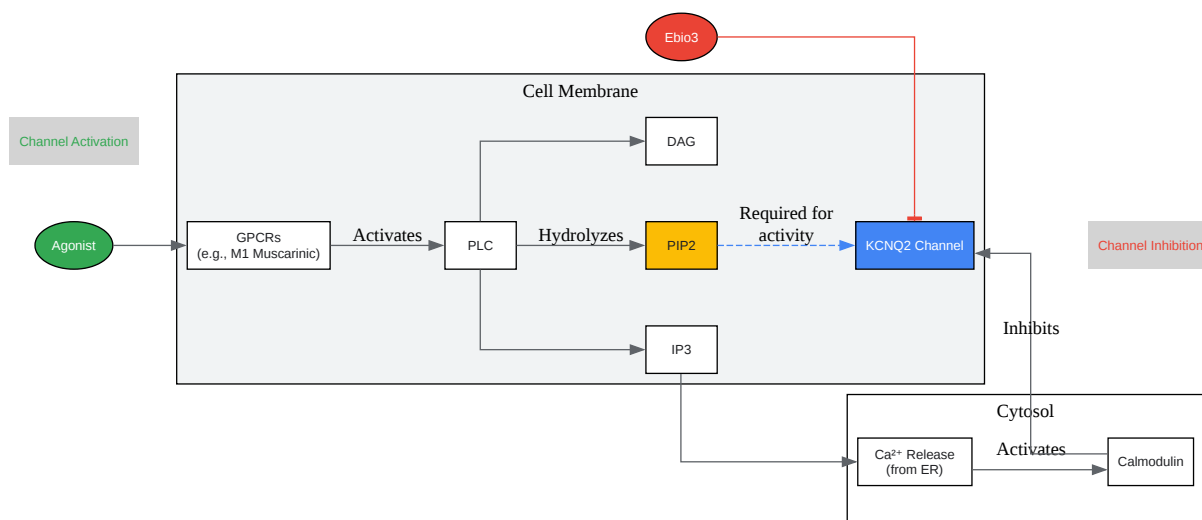 Ebio3
Cell Membrane
DAG
Channel Activation
Required for
activity
Agonist
GPCRs
(e.g., M1 Muscarinic)
Activates
PLC
Hydrolyzes
PIP2
KCNQ2 Channel
Channel Inhibition
Inhibits
IP3
Cytosol
Ca²⁺ Release
(from ER)
Activates
Calmodulin